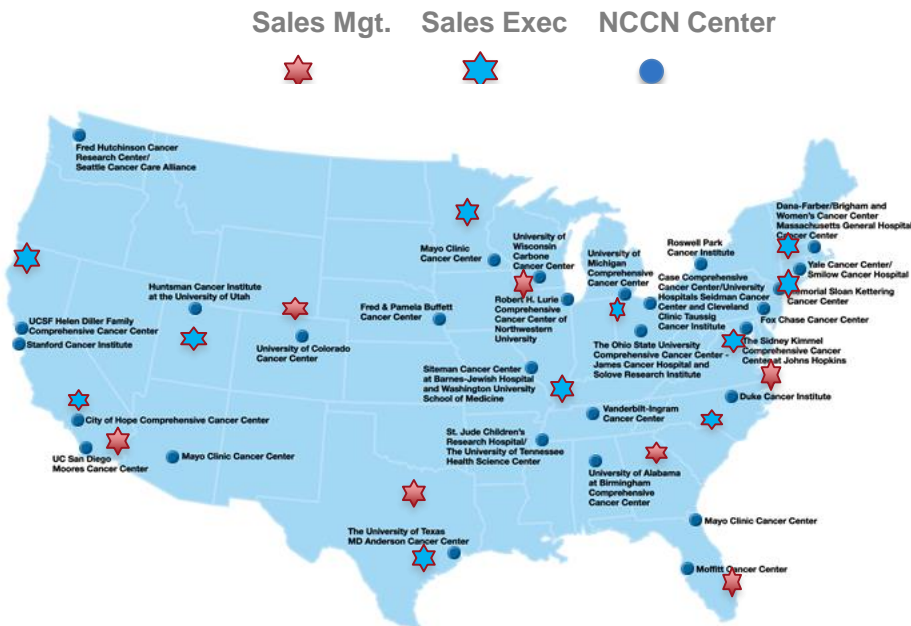 Sales Mgt. Sales Exec NCCN Center
Fred Hutchinson Cancer
Research Center/
Seattle Cancer Care Alliance
Dana-Farber/Brigham and
Women's Cancer Center
Massachusetts General Hospital
Cancer Center
University of
Wisconsin
Carbone
Cancer Center
Mayo Clinic
Cancer Center
University of
Michigan
Comprehensive
Cancer Center
Roswell Park
Cancer Institute
Yale Cancer Center/
Smilow Cancer Hospital
Case Comprehensive
Cancer Center/University
Hospitals Seidman Cancer
Center and Cleveland
Clinic Taussig
Cancer Institute
Memorial Sloan Kettering
Cancer Center
Huntsman Cancer Institute
at the University of Utah
Fred & Pamela Buffett
Cancer Center
Robert H. Lurie
Comprehensive
Cancer Center of
Northwestern
University
Fox Chase Cancer Center
UCSF Helen Diller Family
Comprehensive Cancer Center
Stanford Cancer Institute
University of Colorado
Cancer Center
The Ohio State University
Comprehensive Cancer Center -
James Cancer Hospital and
Solove Research Institute
The Sidney Kimmel
Comprehensive Cancer
Center at Johns Hopkins
Siteman Cancer Center
at Barnes-Jewish Hospital
and Washington University
School of Medicine
Duke Cancer Institute
City of Hope Comprehensive Cancer Center
Vanderbilt-Ingram
Cancer Center
UC San Diego
Moores Cancer Center
Mayo Clinic Cancer Center
St. Jude Children's
Research Hospital/
The University of Tennessee
Health Science Center
University of Alabama
at Birmingham
Comprehensive
Cancer Center
The University of Texas
MD Anderson Cancer Center
Mayo Clinic Cancer Center
Moffitt Cancer Center